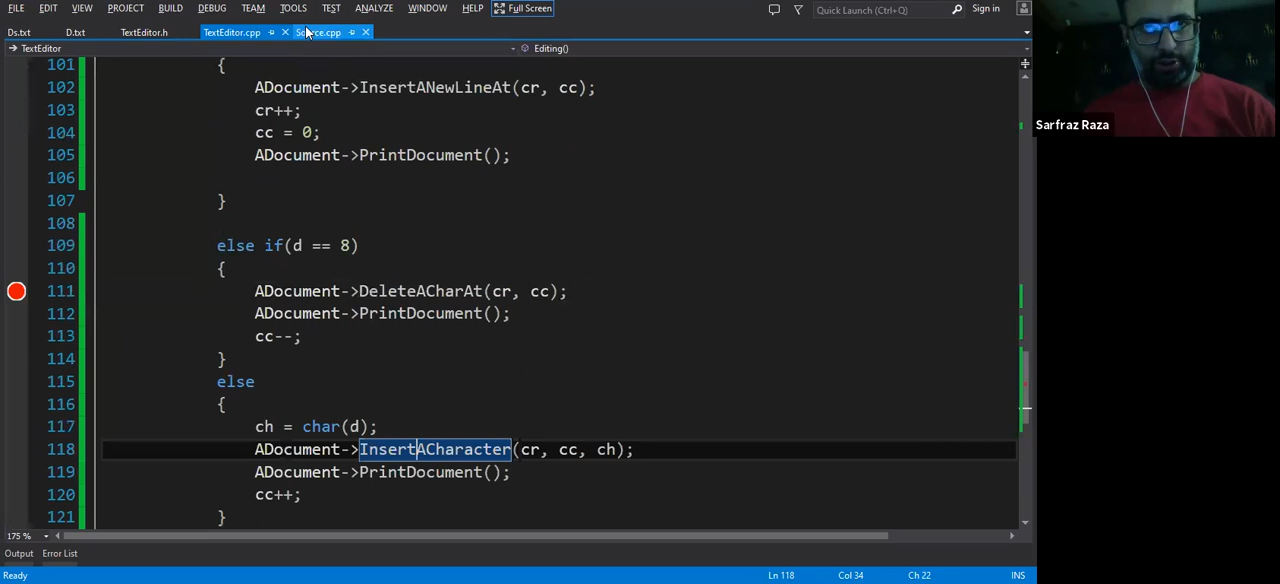 FILE EDIT VIEW PROJECT BUILD DEBUG TEAM TOOLS TEST ANALYZE WINDOW HELP Full Screen Quick Launch (Ctrl+Q) Sign in
Ds.txt D.txt TextEditor.h TextEditor.cpp Source.cpp
TextEditor Editing()
101 {
102 ADocument->InsertANewLineAt(cr, cc);
103 cr++;
104 cc = 0;
105 ADocument->PrintDocument();
106
107 }
108
109 else if(d == 8)
110 {
111 ADocument->DeleteACharAt(cr, cc);
112 ADocument->PrintDocument();
113 cc--;
114 }
115 else
116 {
117 ch = char(d);
118 ADocument->InsertACharacter(cr, cc, ch);
119 ADocument->PrintDocument();
120 cc++;
121 }
175 %
Output Error List
Ready Ln 118 Col 34 Ch 22 INS
Sarfraz Raza